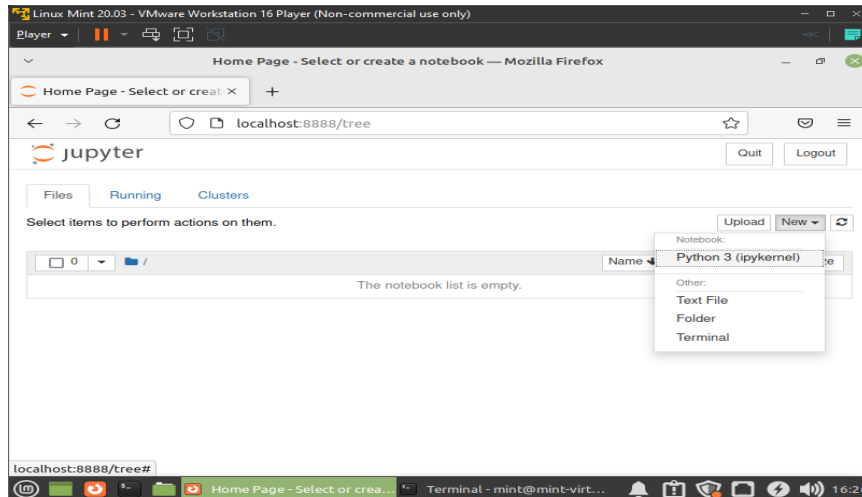 Linux Mint 20.03 - VMware Workstation 16 Player (Non-commercial use only)
Player
Home Page - Select or create a notebook — Mozilla Firefox
Home Page - Select or creat
localhost:8888/tree
jupyter
Quit
Logout
Files
Running
Clusters
Select items to perform actions on them.
Upload
New
Notebook:
Python 3 (ipykernel)
0
/
Name
Other:
The notebook list is empty.
Text File
Folder
Terminal
localhost:8888/tree#
Home Page - Select or crea...
Terminal - mint@mint-virt...